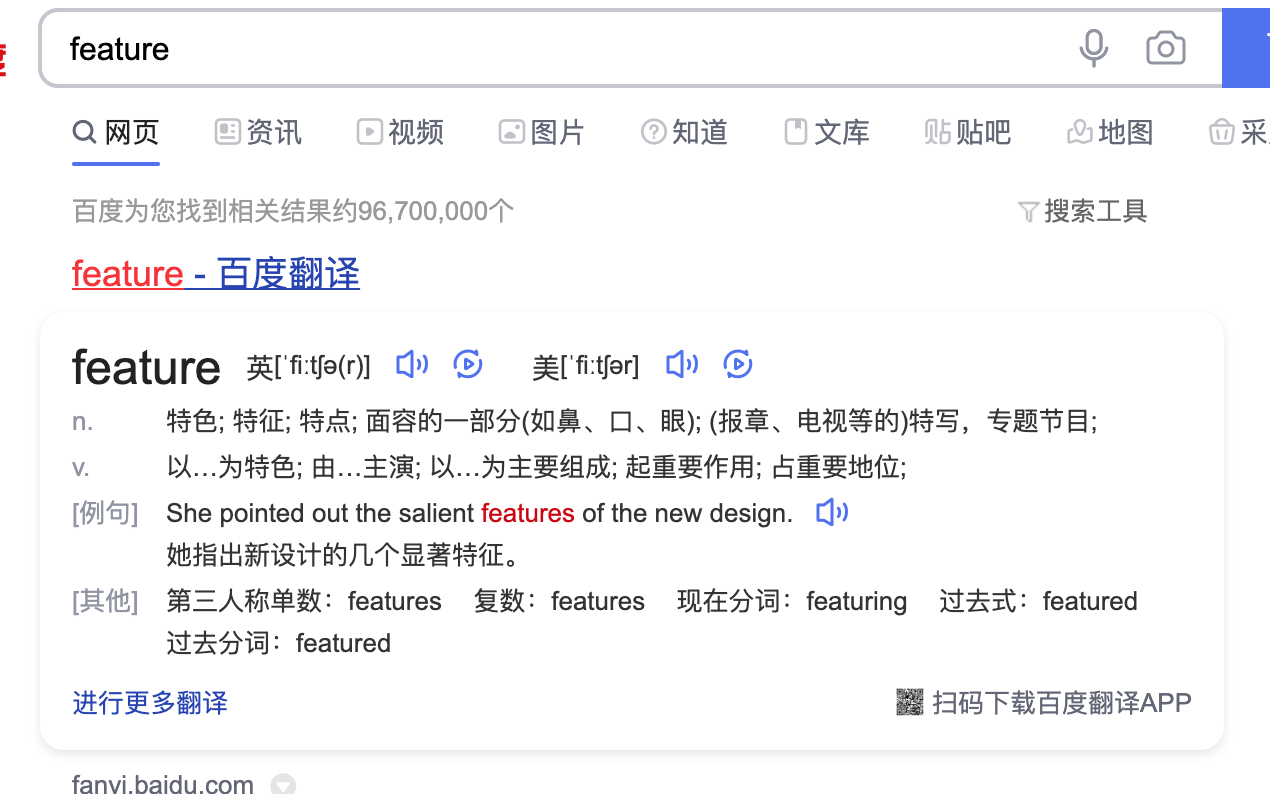 feature
网页 资讯 视频 图片 知道 文库 贴吧 地图 采
百度为您找到相关结果约96,700,000个 搜索工具
feature - 百度翻译
feature 英[ˈfiːtʃə(r)] 美[ˈfiːtʃər]
n. 特色; 特征; 特点; 面容的一部分(如鼻、口、眼); (报章、电视等的)特写，专题节目;
v. 以…为特色; 由…主演; 以…为主要组成; 起重要作用; 占重要地位;
[例句] She pointed out the salient features of the new design.
她指出新设计的几个显著特征。
[其他] 第三人称单数：features 复数：features 现在分词：featuring 过去式：featured
过去分词：featured
进行更多翻译 扫码下载百度翻译APP
fanyi.baidu.com